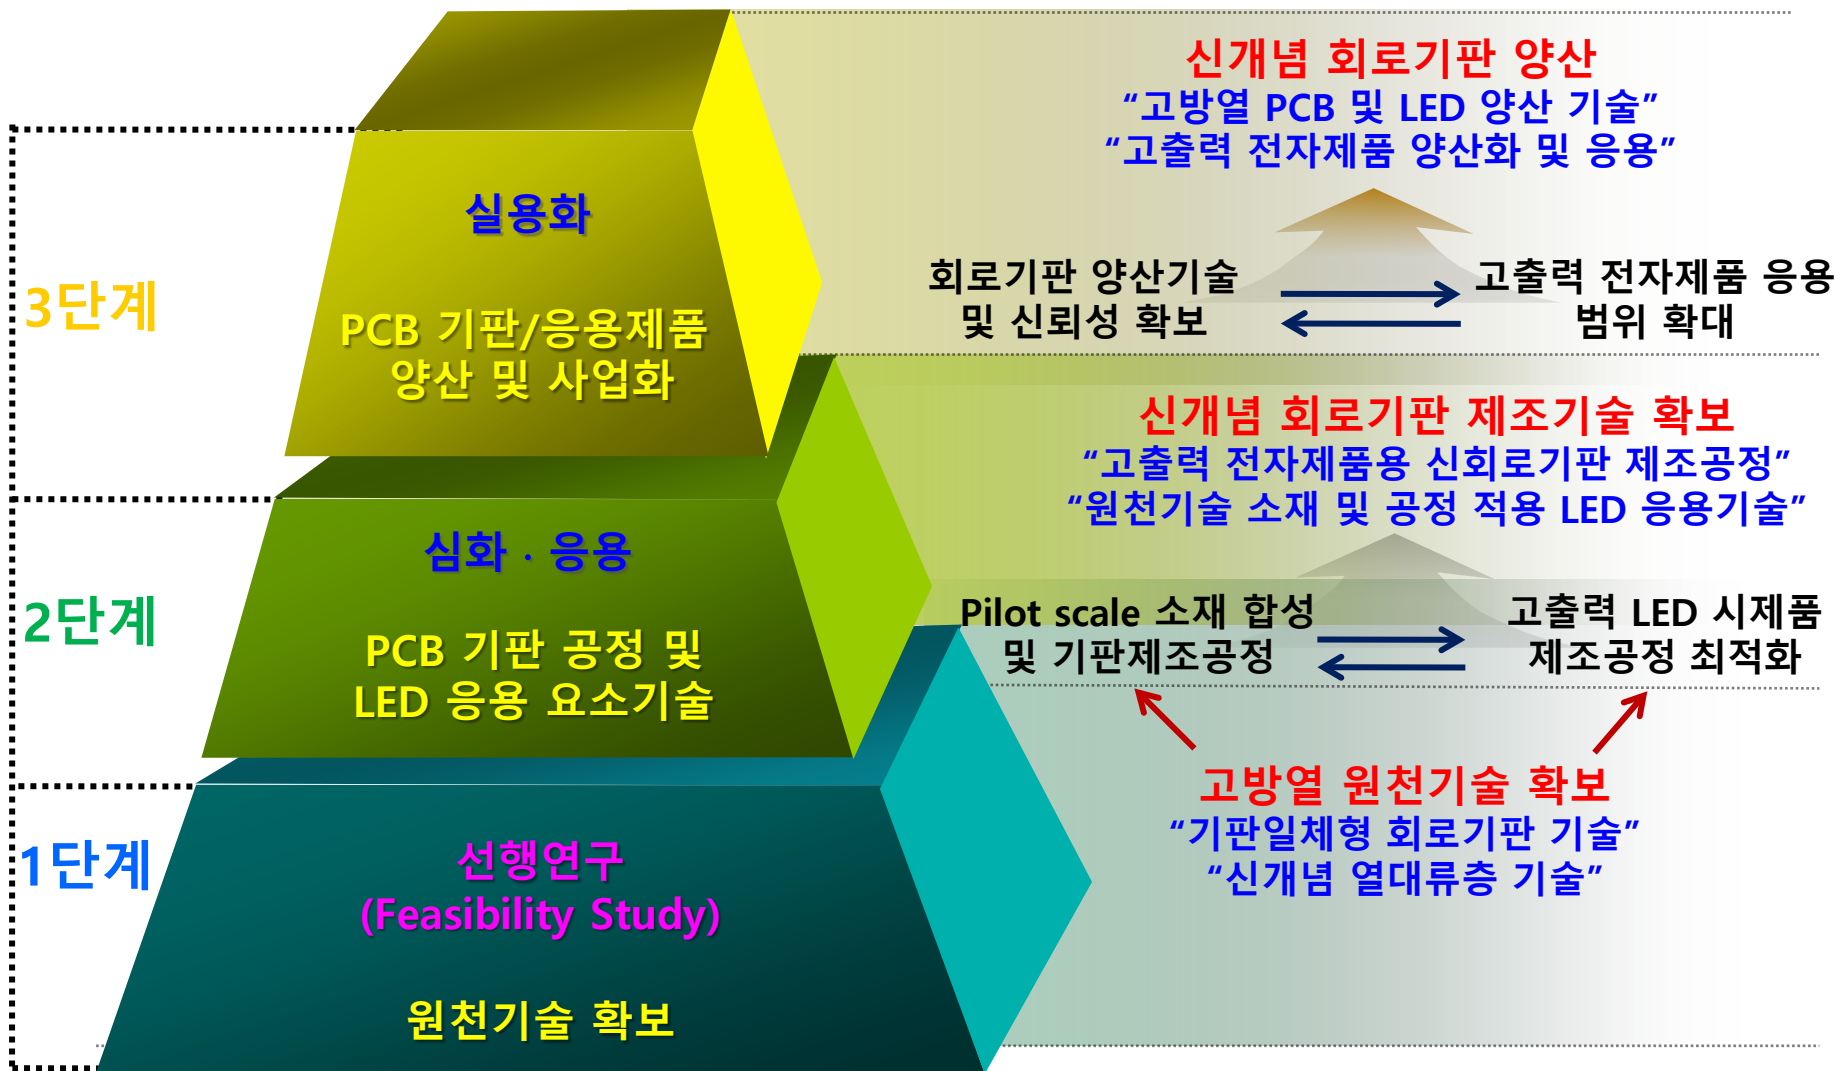 신개념 회로기판 양산
“고방열 PCB 및 LED 양산 기술”
“고출력 전자제품 양산화 및 응용”
3단계
실용화
PCB 기판/응용제품
양산 및 사업화
회로기판 양산기술
및 신뢰성 확보
고출력 전자제품 응용
범위 확대
신개념 회로기판 제조기술 확보
“고출력 전자제품용 신회로기판 제조공정”
“원천기술 소재 및 공정 적용 LED 응용기술”
2단계
심화 · 응용
PCB 기판 공정 및
LED 응용 요소기술
Pilot scale 소재 합성
및 기판제조공정
고출력 LED 시제품
제조공정 최적화
고방열 원천기술 확보
“기판일체형 회로기판 기술”
“신개념 열대류층 기술”
1단계
선행연구
(Feasibility Study)
원천기술 확보